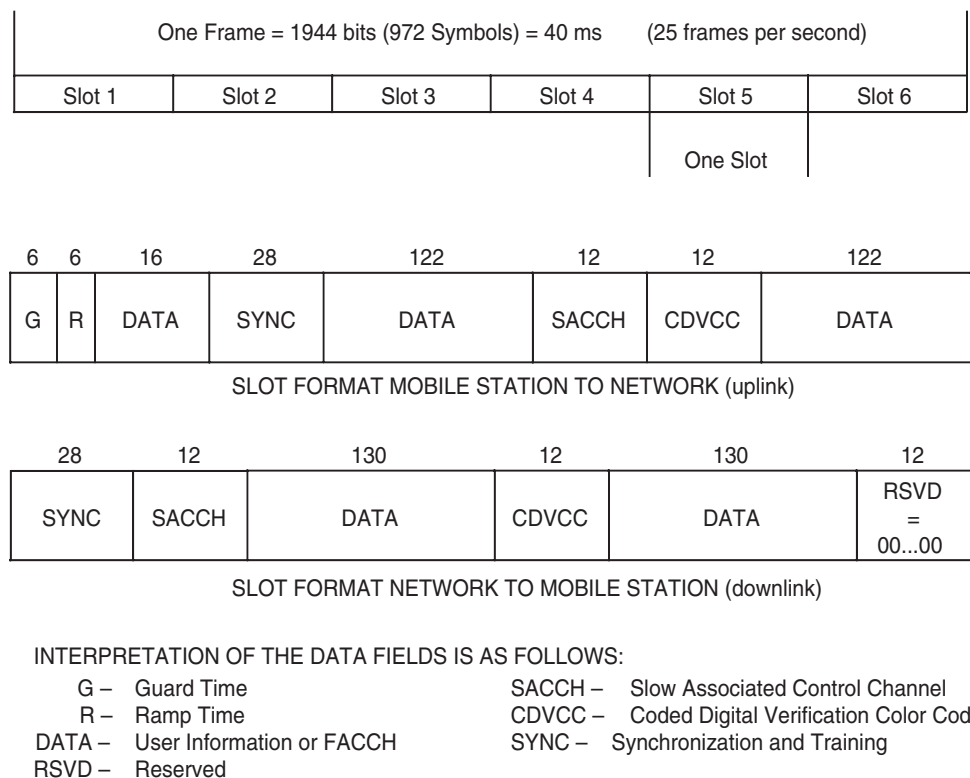 One Frame = 1944 bits (972 Symbols) = 40 ms (25 frames per second)
Slot 1 Slot 2 Slot 3 Slot 4 Slot 5 Slot 6
One Slot
6 6 16 28 122 12 12 122
G R DATA SYNC DATA SACCH CDVCC DATA
SLOT FORMAT MOBILE STATION TO NETWORK (uplink)
28 12 130 12 130 12
SYNC SACCH DATA CDVCC DATA RSVD
=
00...00
SLOT FORMAT NETWORK TO MOBILE STATION (downlink)
INTERPRETATION OF THE DATA FIELDS IS AS FOLLOWS:
G – Guard Time SACCH – Slow Associated Control Channel
R – Ramp Time CDVCC – Coded Digital Verification Color Cod
DATA – User Information or FACCH SYNC – Synchronization and Training
RSVD – Reserved